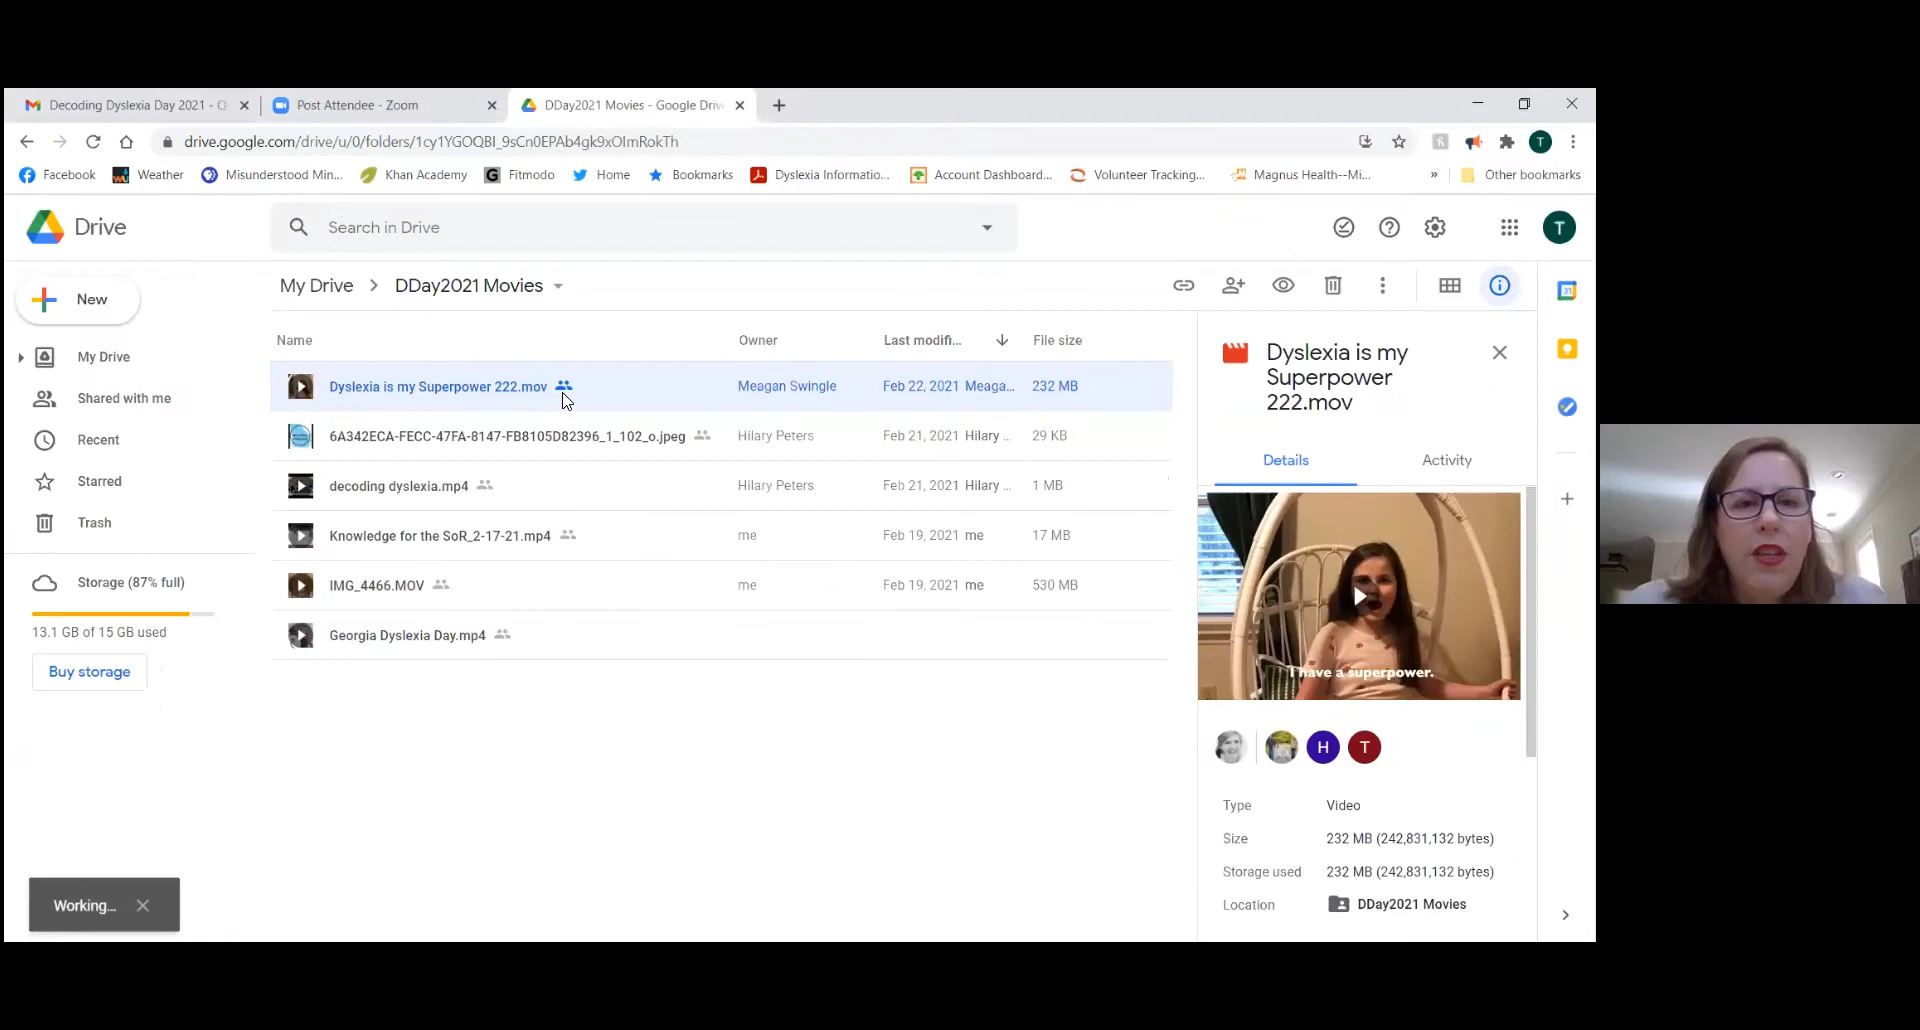 Decoding Dyslexia Day 2021 - Q
Post Attendee - Zoom
DDay2021 Movies - Google Drive
drive.google.com/drive/u/0/folders/1cy1YGOQBI_9sCn0EPAb4gk9xOImRokTh
T
Facebook
Weather
Misunderstood Min...
Khan Academy
Fitmodo
Home
Bookmarks
Dyslexia Informatio...
Account Dashboard...
Volunteer Tracking...
Magnus Health--Mi...
»
Other bookmarks
Drive
Search in Drive
T
New
My Drive
Shared with me
Recent
Starred
Trash
Storage (87% full)
13.1 GB of 15 GB used
Buy storage
My Drive > DDay2021 Movies
Name Owner Last modifi... File size
Dyslexia is my Superpower 222.mov Meagan Swingle Feb 22, 2021 Meaga... 232 MB
6A342ECA-FECC-47FA-8147-FB8105D82396_1_102_o.jpeg Hilary Peters Feb 21, 2021 Hilary ... 29 KB
decoding dyslexia.mp4 Hilary Peters Feb 21, 2021 Hilary ... 1 MB
Knowledge for the SoR_2-17-21.mp4 me Feb 19, 2021 me 17 MB
IMG_4466.MOV me Feb 19, 2021 me 530 MB
Georgia Dyslexia Day.mp4
Dyslexia is my
Superpower
222.mov
Details Activity
I have a superpower.
H T
Type Video
Size 232 MB (242,831,132 bytes)
Storage used 232 MB (242,831,132 bytes)
Location DDay2021 Movies
31
Working...